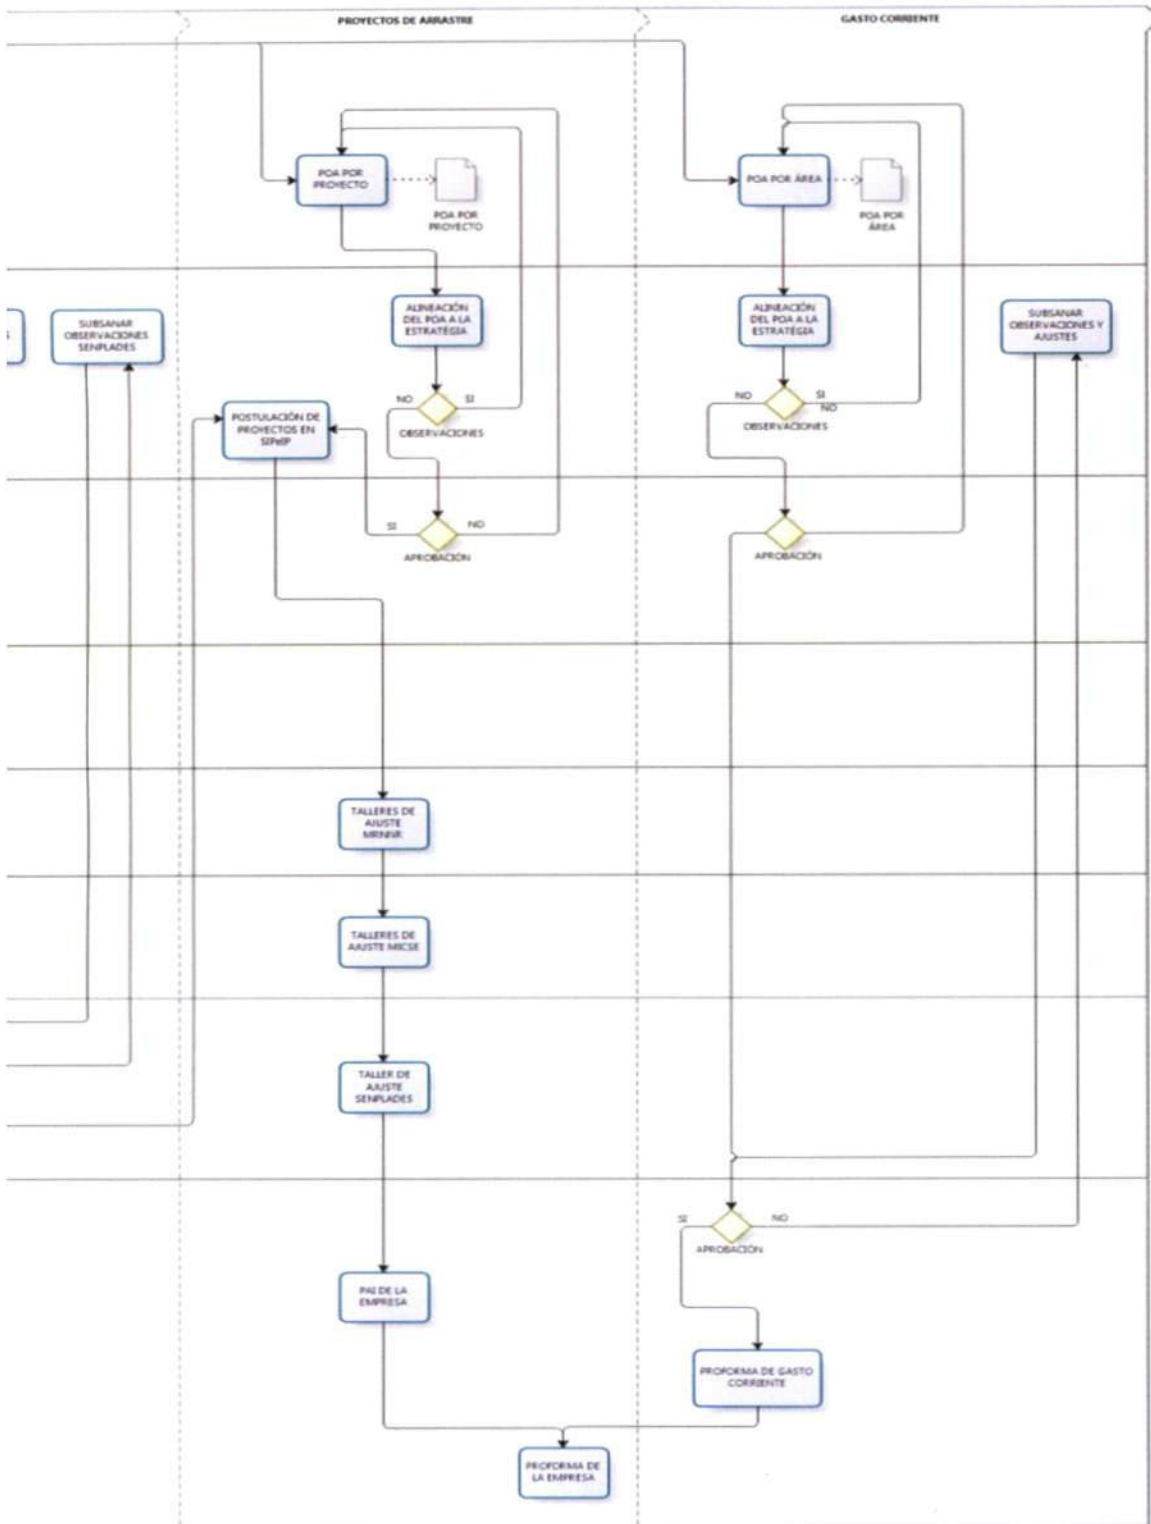 PROYECTOS DE ARRASTRE
GASTO CORRIENTE
POA POR
PROYECTO
POA POR
PROYECTO
POA POR ÁREA
POA POR
ÁREA
S
SUBSANAR
OBSERVACIONES
SENPLADES
ALINEACIÓN
DEL POA A LA
ESTRATÉGIA
ALINEACIÓN
DEL POA A LA
ESTRATÉGIA
SUBSANAR
OBSERVACIONES Y
AJUSTES
NO
SI
OBSERVACIONES
NO
SI
NO
OBSERVACIONES
POSTULACIÓN DE
PROYECTOS EN
SIPeIP
SI
NO
APROBACIÓN
APROBACIÓN
TALLERES DE
AJUSTE
MRNNR
TALLERES DE
AJUSTE MICSE
TALLER DE
AJUSTE
SENPLADES
SI
NO
APROBACIÓN
PAI DE LA
EMPRESA
PROFORMA DE GASTO
CORRIENTE
PROFORMA DE
LA EMPRESA